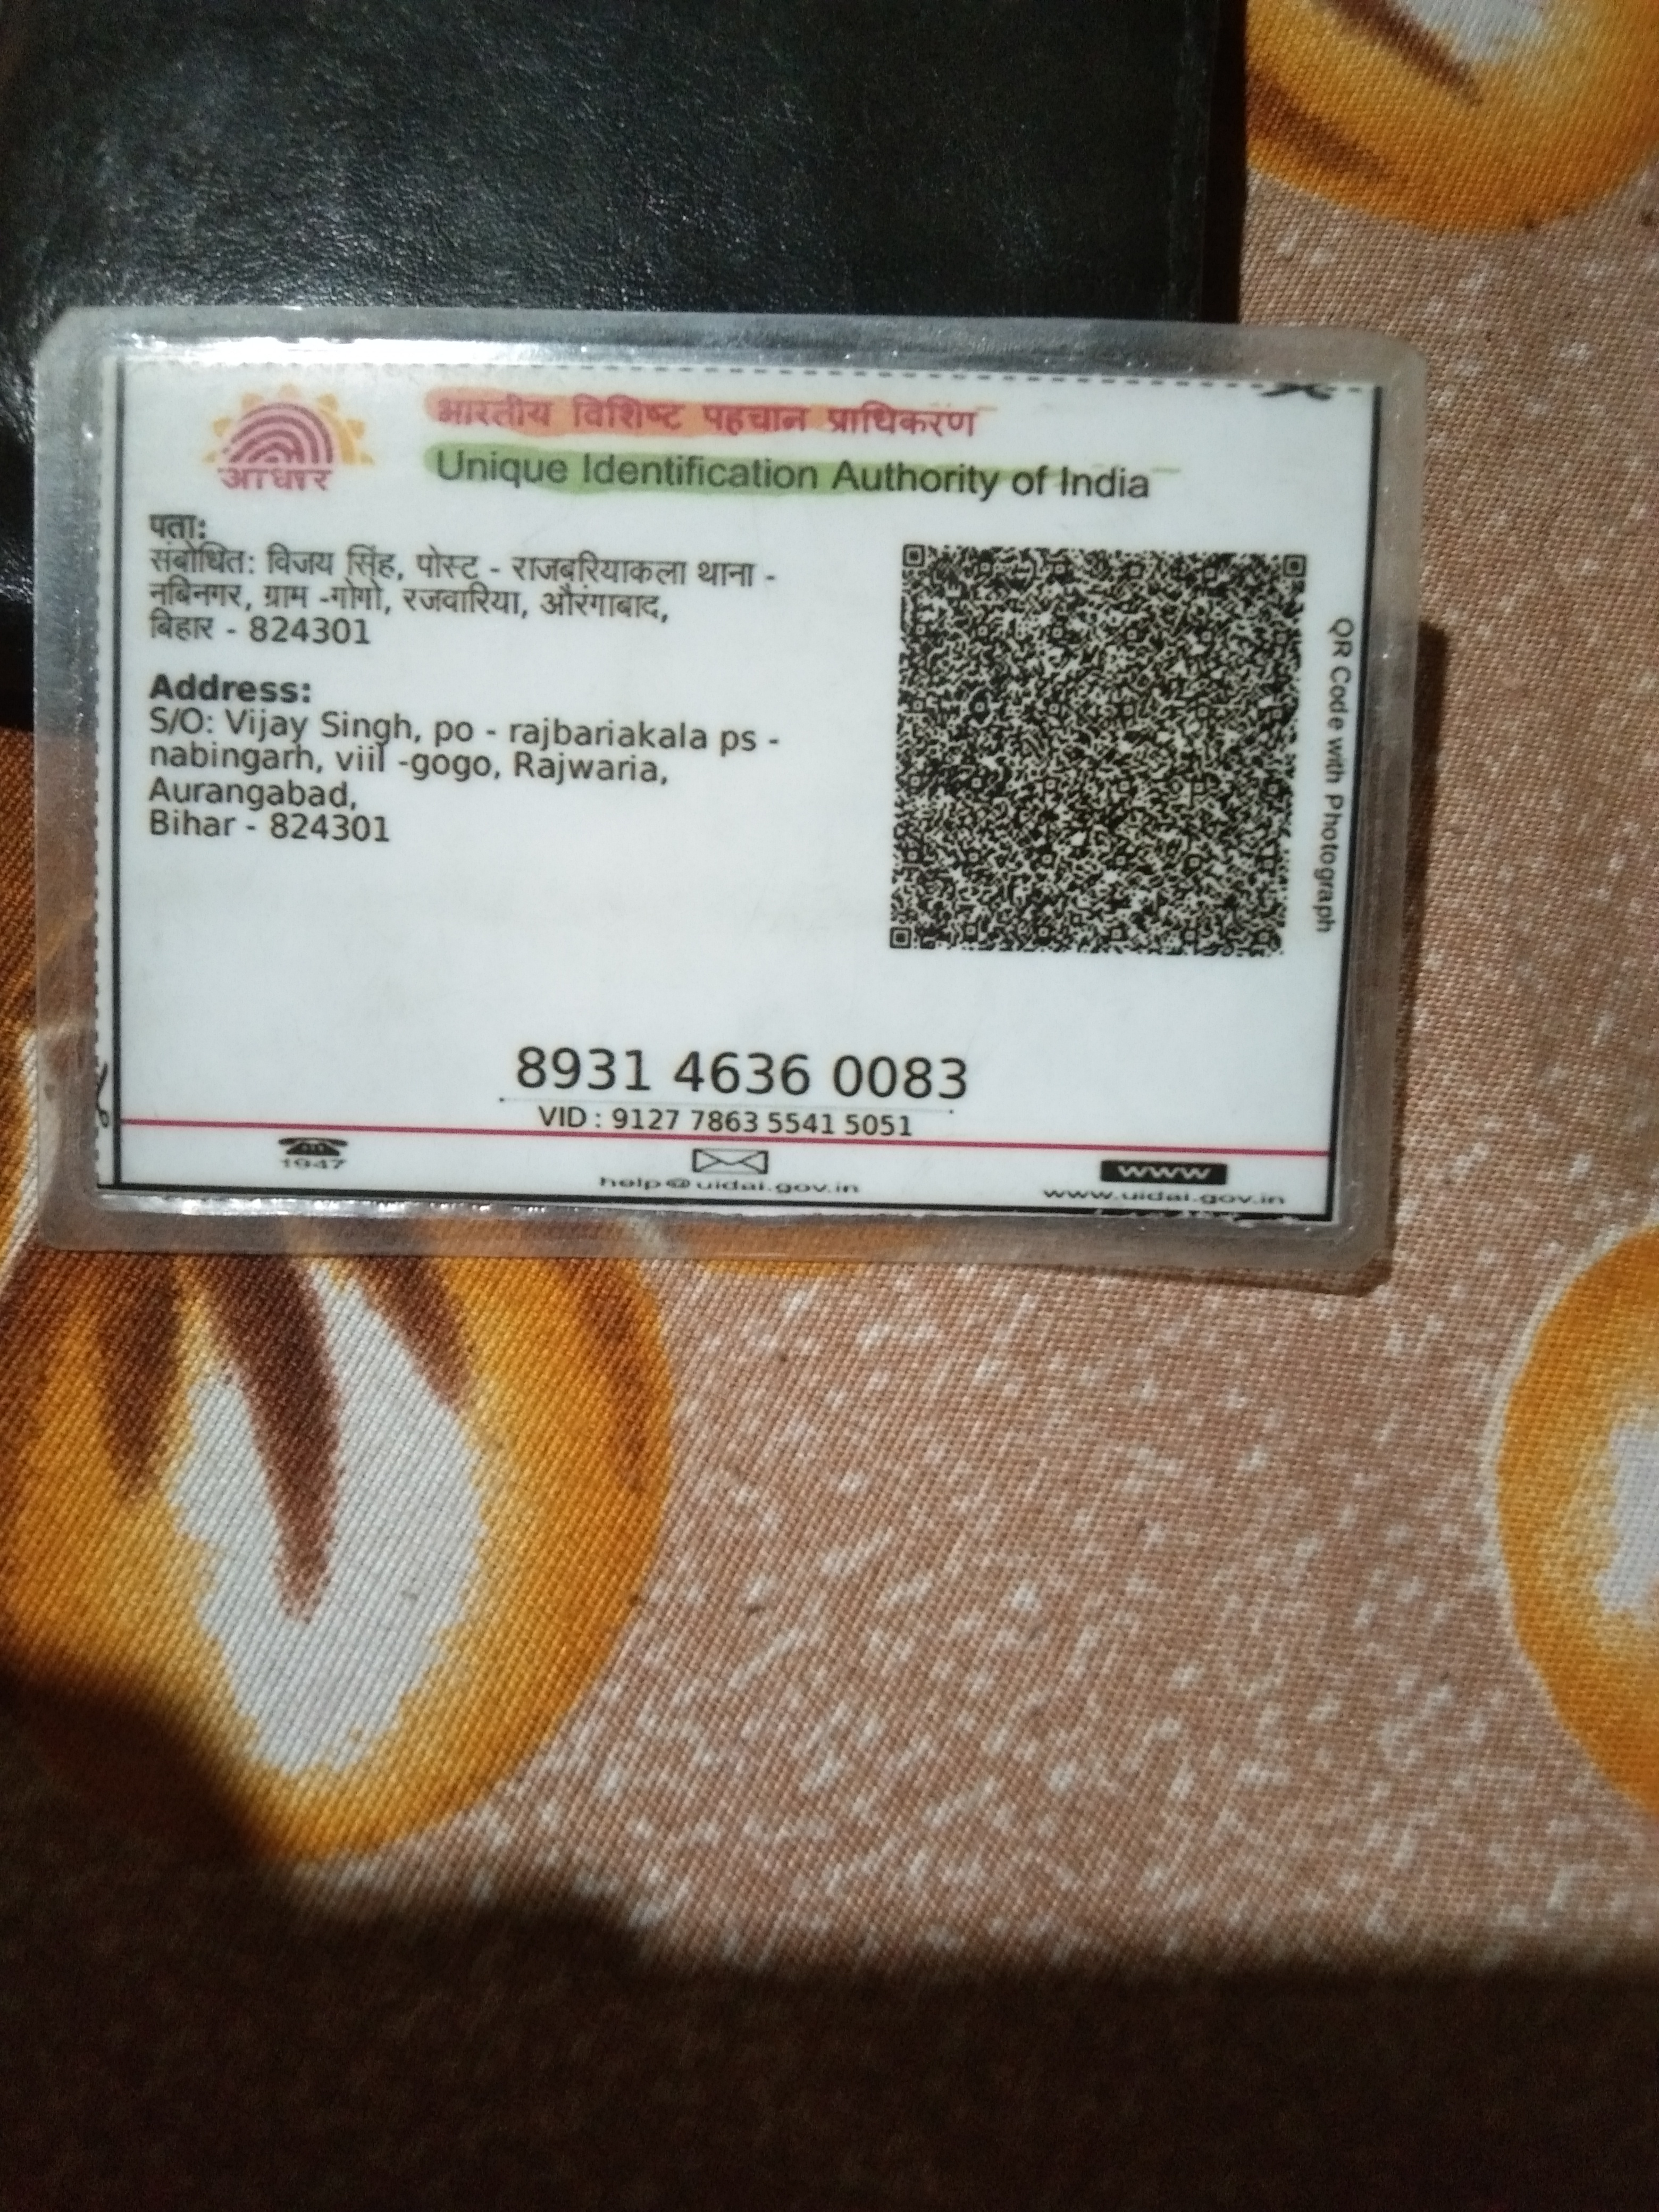 आधार
भारतीय विशिष्ट पहचान प्राधिकरण
Unique Identification Authority of India
पता:
संबोधित: विजय सिंह, पोस्ट - राजबरियाकला थाना -
नबिनगर, ग्राम -गोगो, रजवारिया, औरंगाबाद,
बिहार - 824301
Address:
S/O: Vijay Singh, po - rajbariakala ps -
nabingarh, viil -gogo, Rajwaria,
Aurangabad,
Bihar - 824301
QR Code with Photograph
8931 4636 0083
VID : 9127 7863 5541 5051
1947
help@uidai.gov.in
www
www.uidai.gov.in